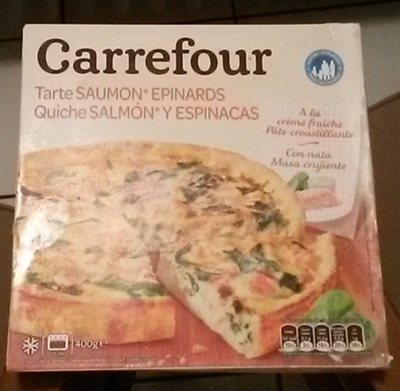 Carrefour
Tarte SAUMON* EPINARDS
Quiche SALMÓN* Y ESPINACAS
A la
crème fraîche
Pâte croustillante
Con nata
Masa crujiente
400g e